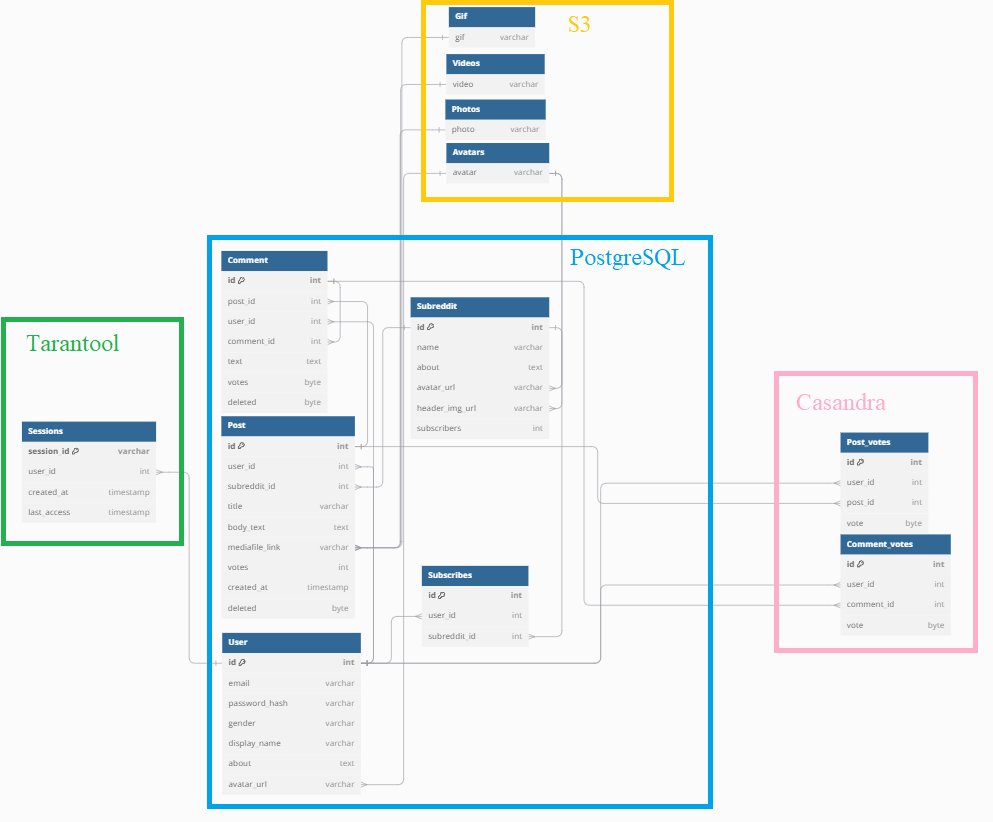 S3
Gif
gif varchar
Videos
video varchar
Photos
photo varchar
Avatars
avatar varchar
PostgreSQL
Comment
id int
post_id int
user_id int
comment_id int
text text
votes byte
deleted byte
Subreddit
id int
name varchar
about text
avatar_url varchar
header_img_url varchar
subscribers int
Post
id int
user_id int
subreddit_id int
title varchar
body_text text
mediafile_link varchar
votes int
created_at timestamp
deleted byte
Subscribes
id int
user_id int
subreddit_id int
User
id int
email varchar
password_hash varchar
gender varchar
display_name varchar
about text
avatar_url varchar
Tarantool
Sessions
session_id varchar
user_id int
created_at timestamp
last_access timestamp
Casandra
Post_votes
id int
user_id int
post_id int
vote byte
Comment_votes
id int
user_id int
comment_id int
vote byte